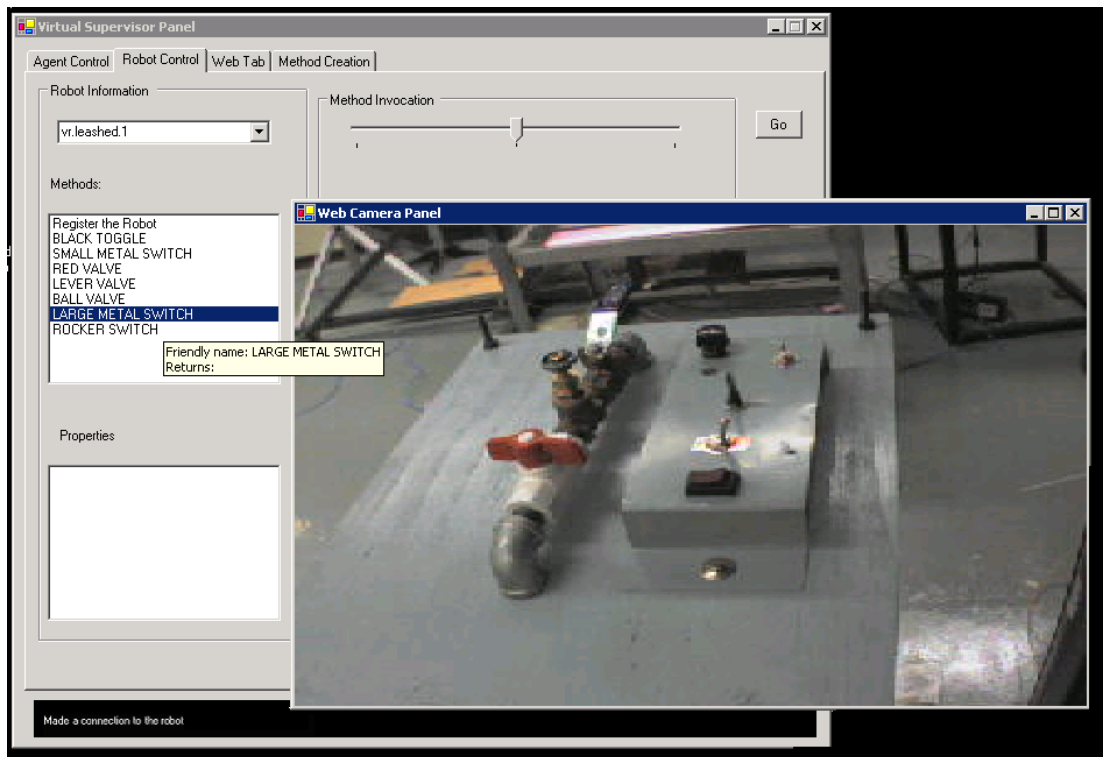 Virtual Supervisor Panel
Agent Control Robot Control Web Tab Method Creation
Robot Information
Method Invocation
vr.leashed.1
Go
Methods:
Register the Robot
BLACK TOGGLE
SMALL METAL SWITCH
RED VALVE
LEVER VALVE
BALL VALVE
LARGE METAL SWITCH
ROCKER SWITCH
Friendly name: LARGE METAL SWITCH
Returns:
Web Camera Panel
Properties
Made a connection to the robot